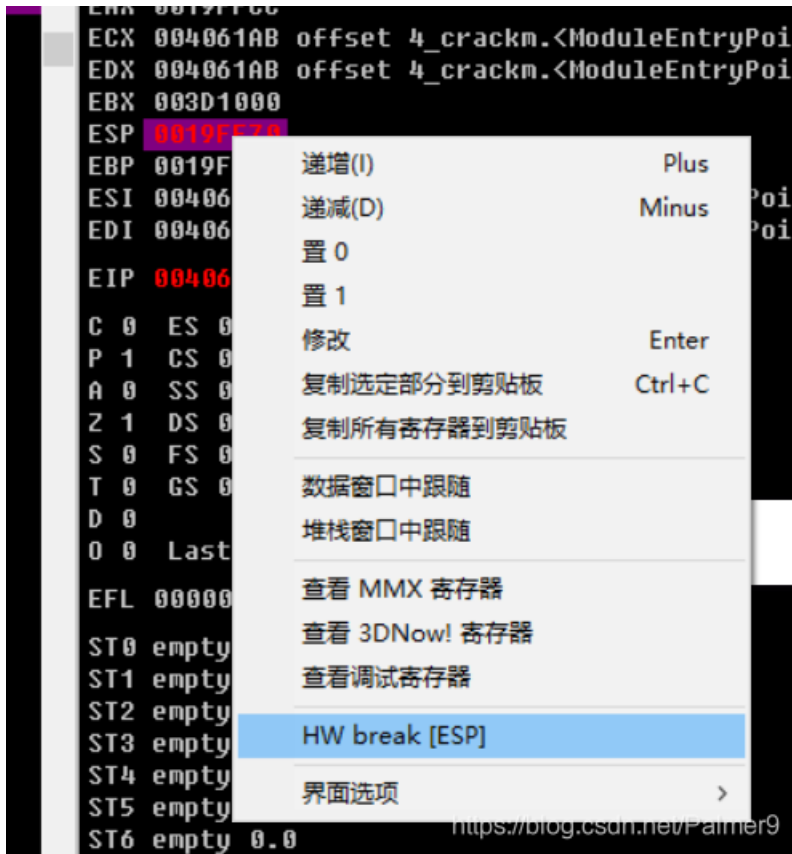 EAX 0019FFCC
ECX 004061AB offset 4_crackm.<ModuleEntryPoi
EDX 004061AB offset 4_crackm.<ModuleEntryPoi
EBX 003D1000
ESP 0019FF70
EBP 0019F
ESI 00406 Poi
EDI 00406 Poi
EIP 00406
C 0 ES 0
P 1 CS 0
A 0 SS 0
Z 1 DS 0
S 0 FS 0
T 0 GS 0
D 0
O 0 Last
EFL 00000
ST0 empty
ST1 empty
ST2 empty
ST3 empty
ST4 empty
ST5 empty
ST6 empty 0.0
递增(I) Plus
递减(D) Minus
置 0
置 1
修改 Enter
复制选定部分到剪贴板 Ctrl+C
复制所有寄存器到剪贴板
数据窗口中跟随
堆栈窗口中跟随
查看 MMX 寄存器
查看 3DNow! 寄存器
查看调试寄存器
HW break [ESP]
界面选项 >
https://blog.csdn.net/Palmer9